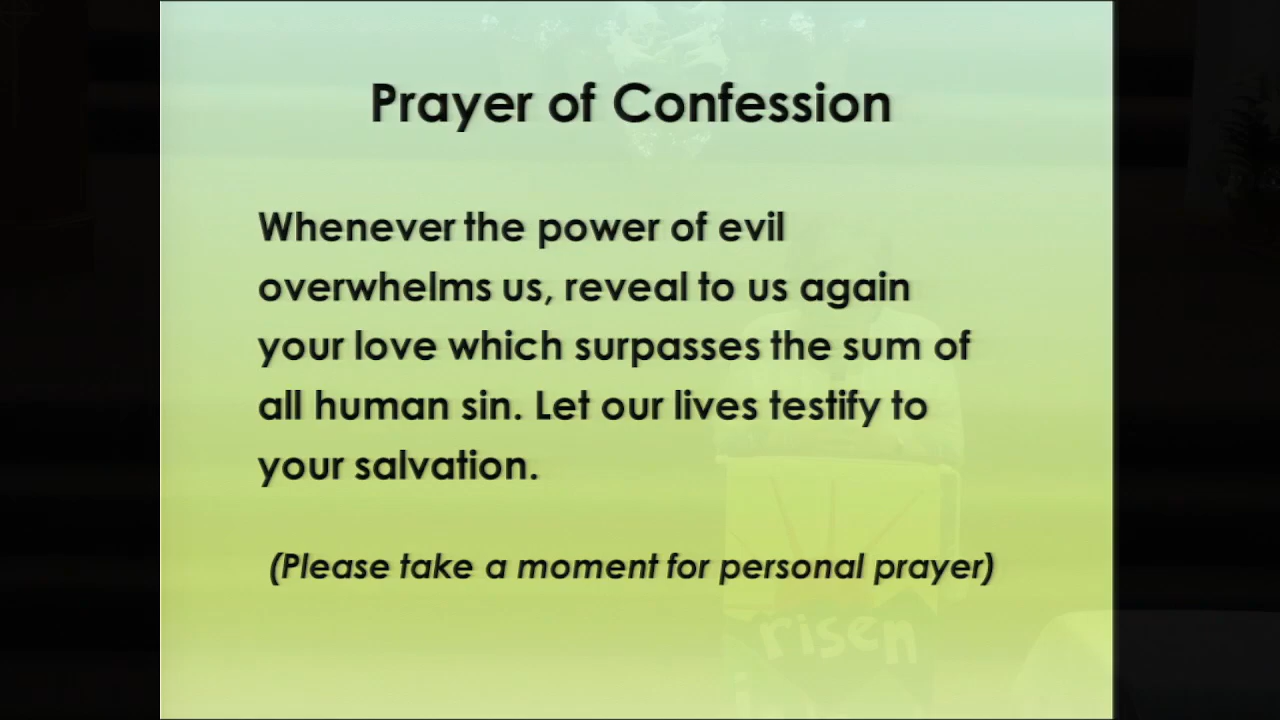 Prayer of Confession
Whenever the power of evil
overwhelms us, reveal to us again
your love which surpasses the sum of
all human sin. Let our lives testify to
your salvation.
(Please take a moment for personal prayer)
risen